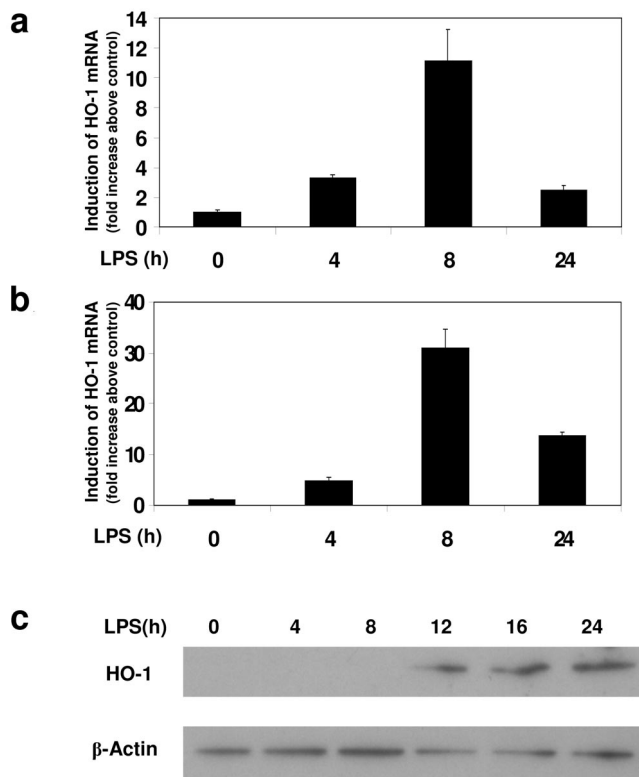 a
Induction of HO-1 mRNA
(fold increase above control)
14
12
10
8
6
4
2
0
LPS (h) 0 4 8 24
b
Induction of HO-1 mRNA
(fold increase above control)
40
30
20
10
0
LPS (h) 0 4 8 24
c
LPS(h) 0 4 8 12 16 24
HO-1
β-Actin